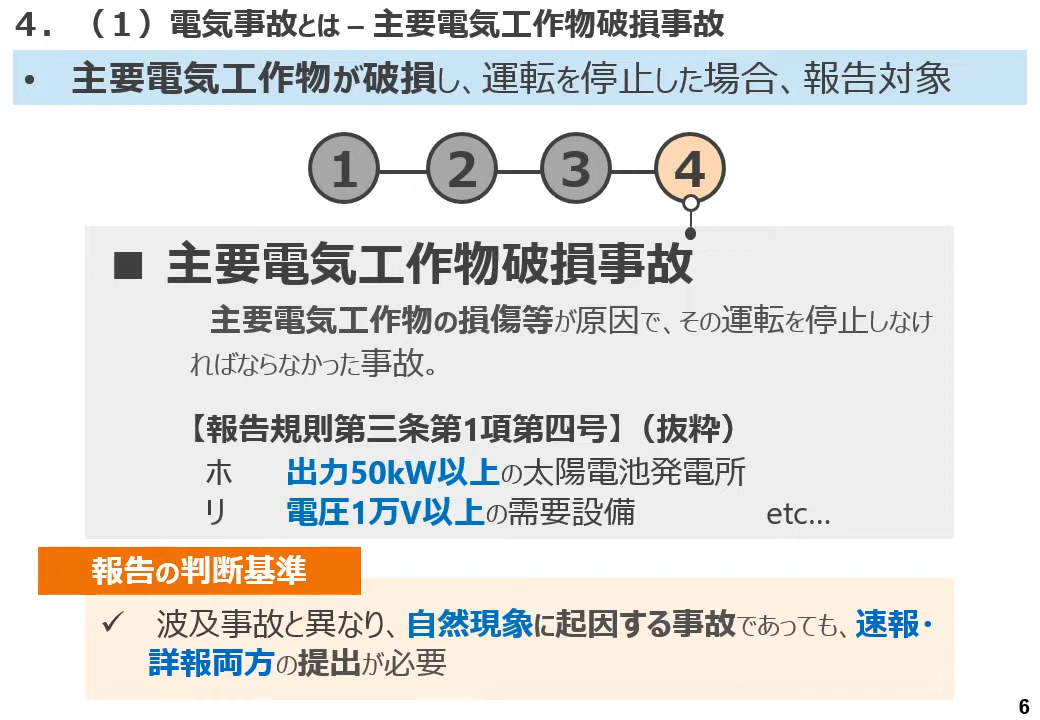 ４．（１）電気事故とは – 主要電気工作物破損事故
• 主要電気工作物が破損し、運転を停止した場合、報告対象
1 2 3 4
■ 主要電気工作物破損事故
主要電気工作物の損傷等が原因で、その運転を停止しなけ
ればならなかった事故。
【報告規則第三条第1項第四号】（抜粋）
ホ 出力50kW以上の太陽電池発電所
リ 電圧1万V以上の需要設備 etc…
報告の判断基準
✓ 波及事故と異なり、自然現象に起因する事故であっても、速報・
詳報両方の提出が必要
6